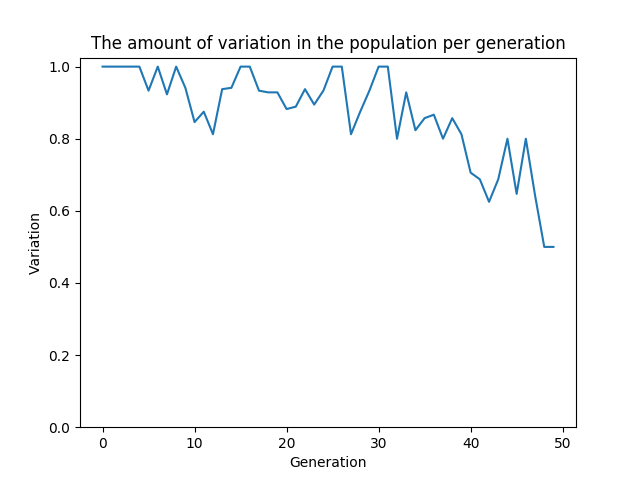 The amount of variation in the population per generation
1.0
0.8
0.6
0.4
0.2
0.0
Variation
0 10 20 30 40 50
Generation